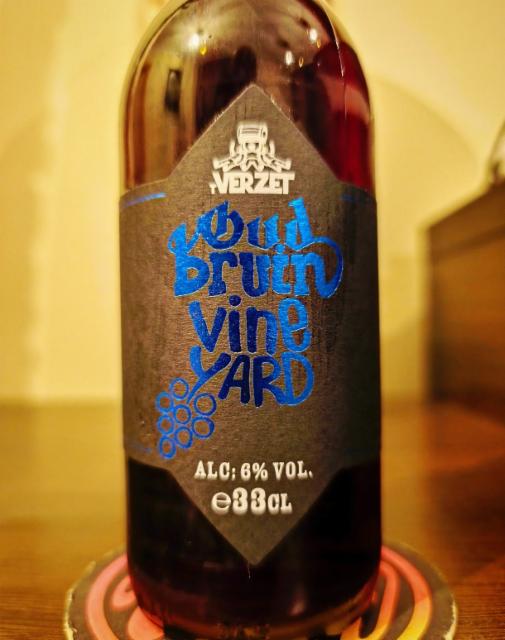 'T VERZET
Oud
Bruin
vine
YARD
ALC; 6% VOL.
℮33CL